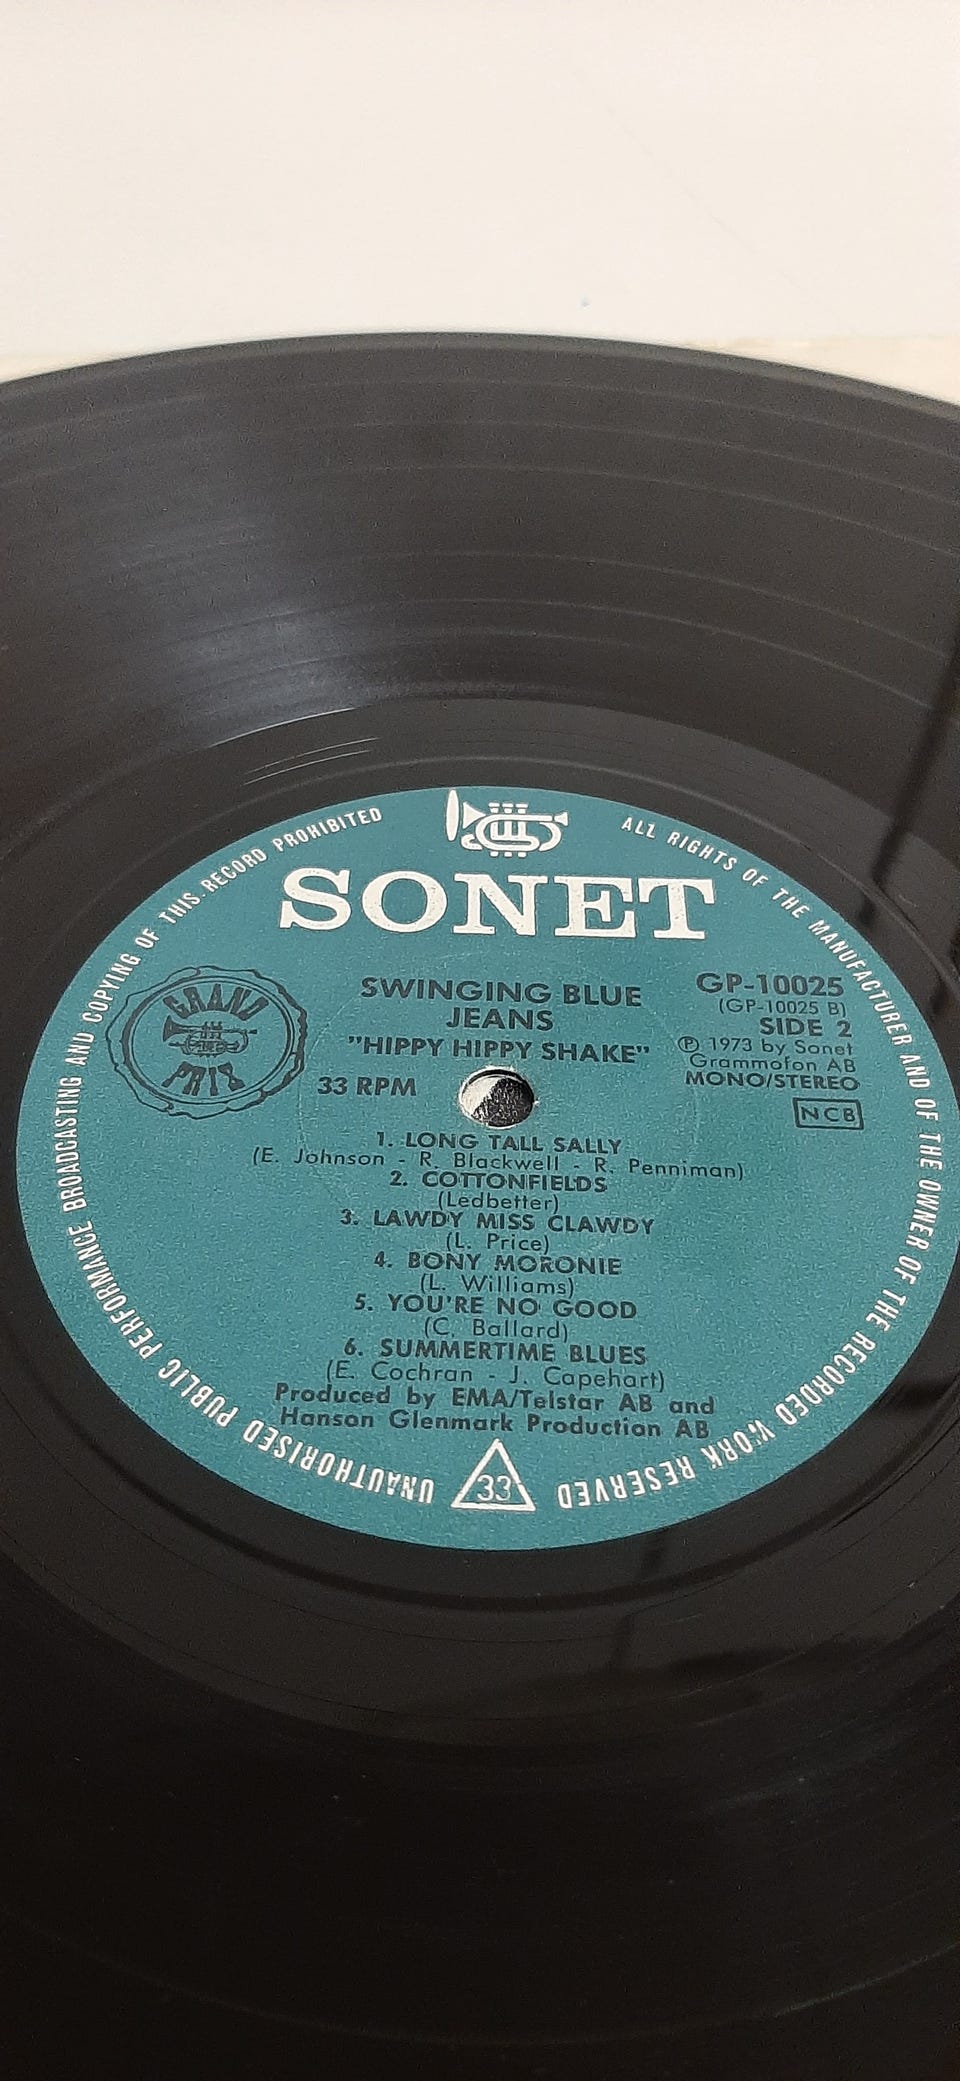 SONET
UNAUTHORISED PUBLIC PERFORMANCE BROADCASTING AND COPYING OF THIS RECORD PROHIBITED
ALL RIGHTS OF THE MANUFACTURER AND OF THE OWNER OF THE RECORDED WORK RESERVED
GRAND
PRIX
SWINGING BLUE
JEANS
"HIPPY HIPPY SHAKE"
33 RPM
GP-10025
(GP-10025 B)
SIDE 2
Ⓟ 1973 by Sonet
Grammofon AB
MONO/STEREO
NCB
1. LONG TALL SALLY
(E. Johnson - R. Blackwell - R. Penniman)
2. COTTONFIELDS
(Ledbetter)
3. LAWDY MISS CLAWDY
(L. Price)
4. BONY MORONIE
(L. Williams)
5. YOU'RE NO GOOD
(C. Ballard)
6. SUMMERTIME BLUES
(E. Cochran - J. Capehart)
Produced by EMA/Telstar AB and
Hanson Glenmark Production AB
33